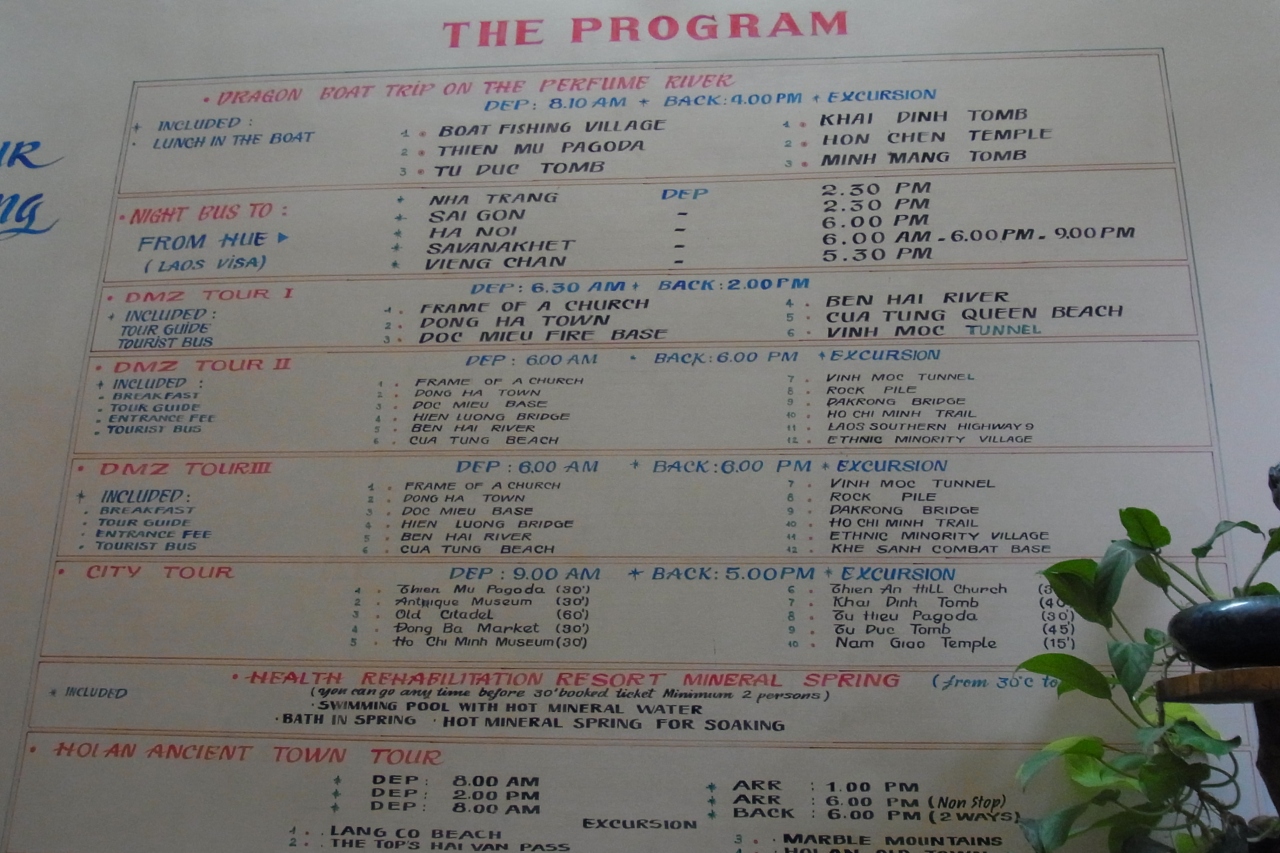 THE PROGRAM
• DRAGON BOAT TRIP ON THE PERFUME RIVER
DEP: 8.10 AM + BACK: 4.00 PM + EXCURSION
+ INCLUDED :
· LUNCH IN THE BOAT
1 • BOAT FISHING VILLAGE
2 • THIEN MU PAGODA
3 • TU DUC TOMB
1 • KHAI DINH TOMB
2 • HON CHEN TEMPLE
3 • MINH MANG TOMB
• NIGHT BUS TO :
FROM HUE ▶
( LAOS VISA)
+ NHA TRANG DEP 2.30 PM
+ SAI GON - 2.30 PM
+ HA NOI - 6.00 PM
+ SAVANAKHET - 6.00 AM - 6.00 PM - 9.00 PM
* VIENG CHAN - 5.30 PM
• DMZ TOUR I
DEP: 6.30 AM + BACK: 2.00 PM
+ INCLUDED :
TOUR GUIDE
TOURIST BUS
1 . FRAME OF A CHURCH
2 . DONG HA TOWN
3 . DOC MIEU FIRE BASE
4 . BEN HAI RIVER
5 . CUA TUNG QUEEN BEACH
6 . VINH MOC TUNNEL
• DMZ TOUR II
DEP : 6.00 AM • BACK: 6.00 PM + EXCURSION
+ INCLUDED :
. BREAKFAST
. TOUR GUIDE
. ENTRANCE FEE
. TOURIST BUS
1 . FRAME OF A CHURCH
2 . DONG HA TOWN
3 . DOC MIEU BASE
4 . HIEN LUONG BRIDGE
5 . BEN HAI RIVER
6 . CUA TUNG BEACH
7 . VINH MOC TUNNEL
8 . ROCK PILE
9 . DAKRONG BRIDGE
10 . HO CHI MINH TRAIL
11 . LAOS SOUTHERN HIGHWAY 9
12 . ETHNIC MINORITY VILLAGE
• DMZ TOUR III
DEP : 6.00 AM * BACK : 6.00 PM + EXCURSION
+ INCLUDED :
. BREAKFAST
. TOUR GUIDE
. ENTRANCE FEE
. TOURIST BUS
1 . FRAME OF A CHURCH
2 . DONG HA TOWN
3 . DOC MIEU BASE
4 . HIEN LUONG BRIDGE
5 . BEN HAI RIVER
6 . CUA TUNG BEACH
7 . VINH MOC TUNNEL
8 . ROCK PILE
9 . DAKRONG BRIDGE
10 . HO CHI MINH TRAIL
11 . ETHNIC MINORITY VILLAGE
12 . KHE SANH COMBAT BASE
• CITY TOUR
DEP : 9.00 AM * BACK : 5.00 PM + EXCURSION
1 . Thien Mu Pagoda (30')
2 . Antique Museum (30')
3 . Old Citadel (60')
4 . Dong Ba Market (30')
5 . Ho Chi Minh Museum (30')
6 . Thien An Hill Church
7 . Khai Dinh Tomb
8 . Tu Hieu Pagoda (30')
9 . Tu Duc Tomb (45')
10 . Nam Giao Temple (15')
• HEALTH REHABILITATION RESORT MINERAL SPRING (from 30°c to
* INCLUDED
(you can go any time before 30' booked ticket Minimum 2 persons)
· SWIMMING POOL WITH HOT MINERAL WATER
· BATH IN SPRING · HOT MINERAL SPRING FOR SOAKING
• HOI AN ANCIENT TOWN TOUR
+ DEP : 8.00 AM + ARR : 1.00 PM
+ DEP : 2.00 PM + ARR : 6.00 PM (Non Stop)
+ DEP : 8.00 AM + BACK : 6.00 PM (2 WAYS)
EXCURSION
1 . LANG CO BEACH
2 . THE TOP'S HAI VAN PASS
3 . MARBLE MOUNTAINS